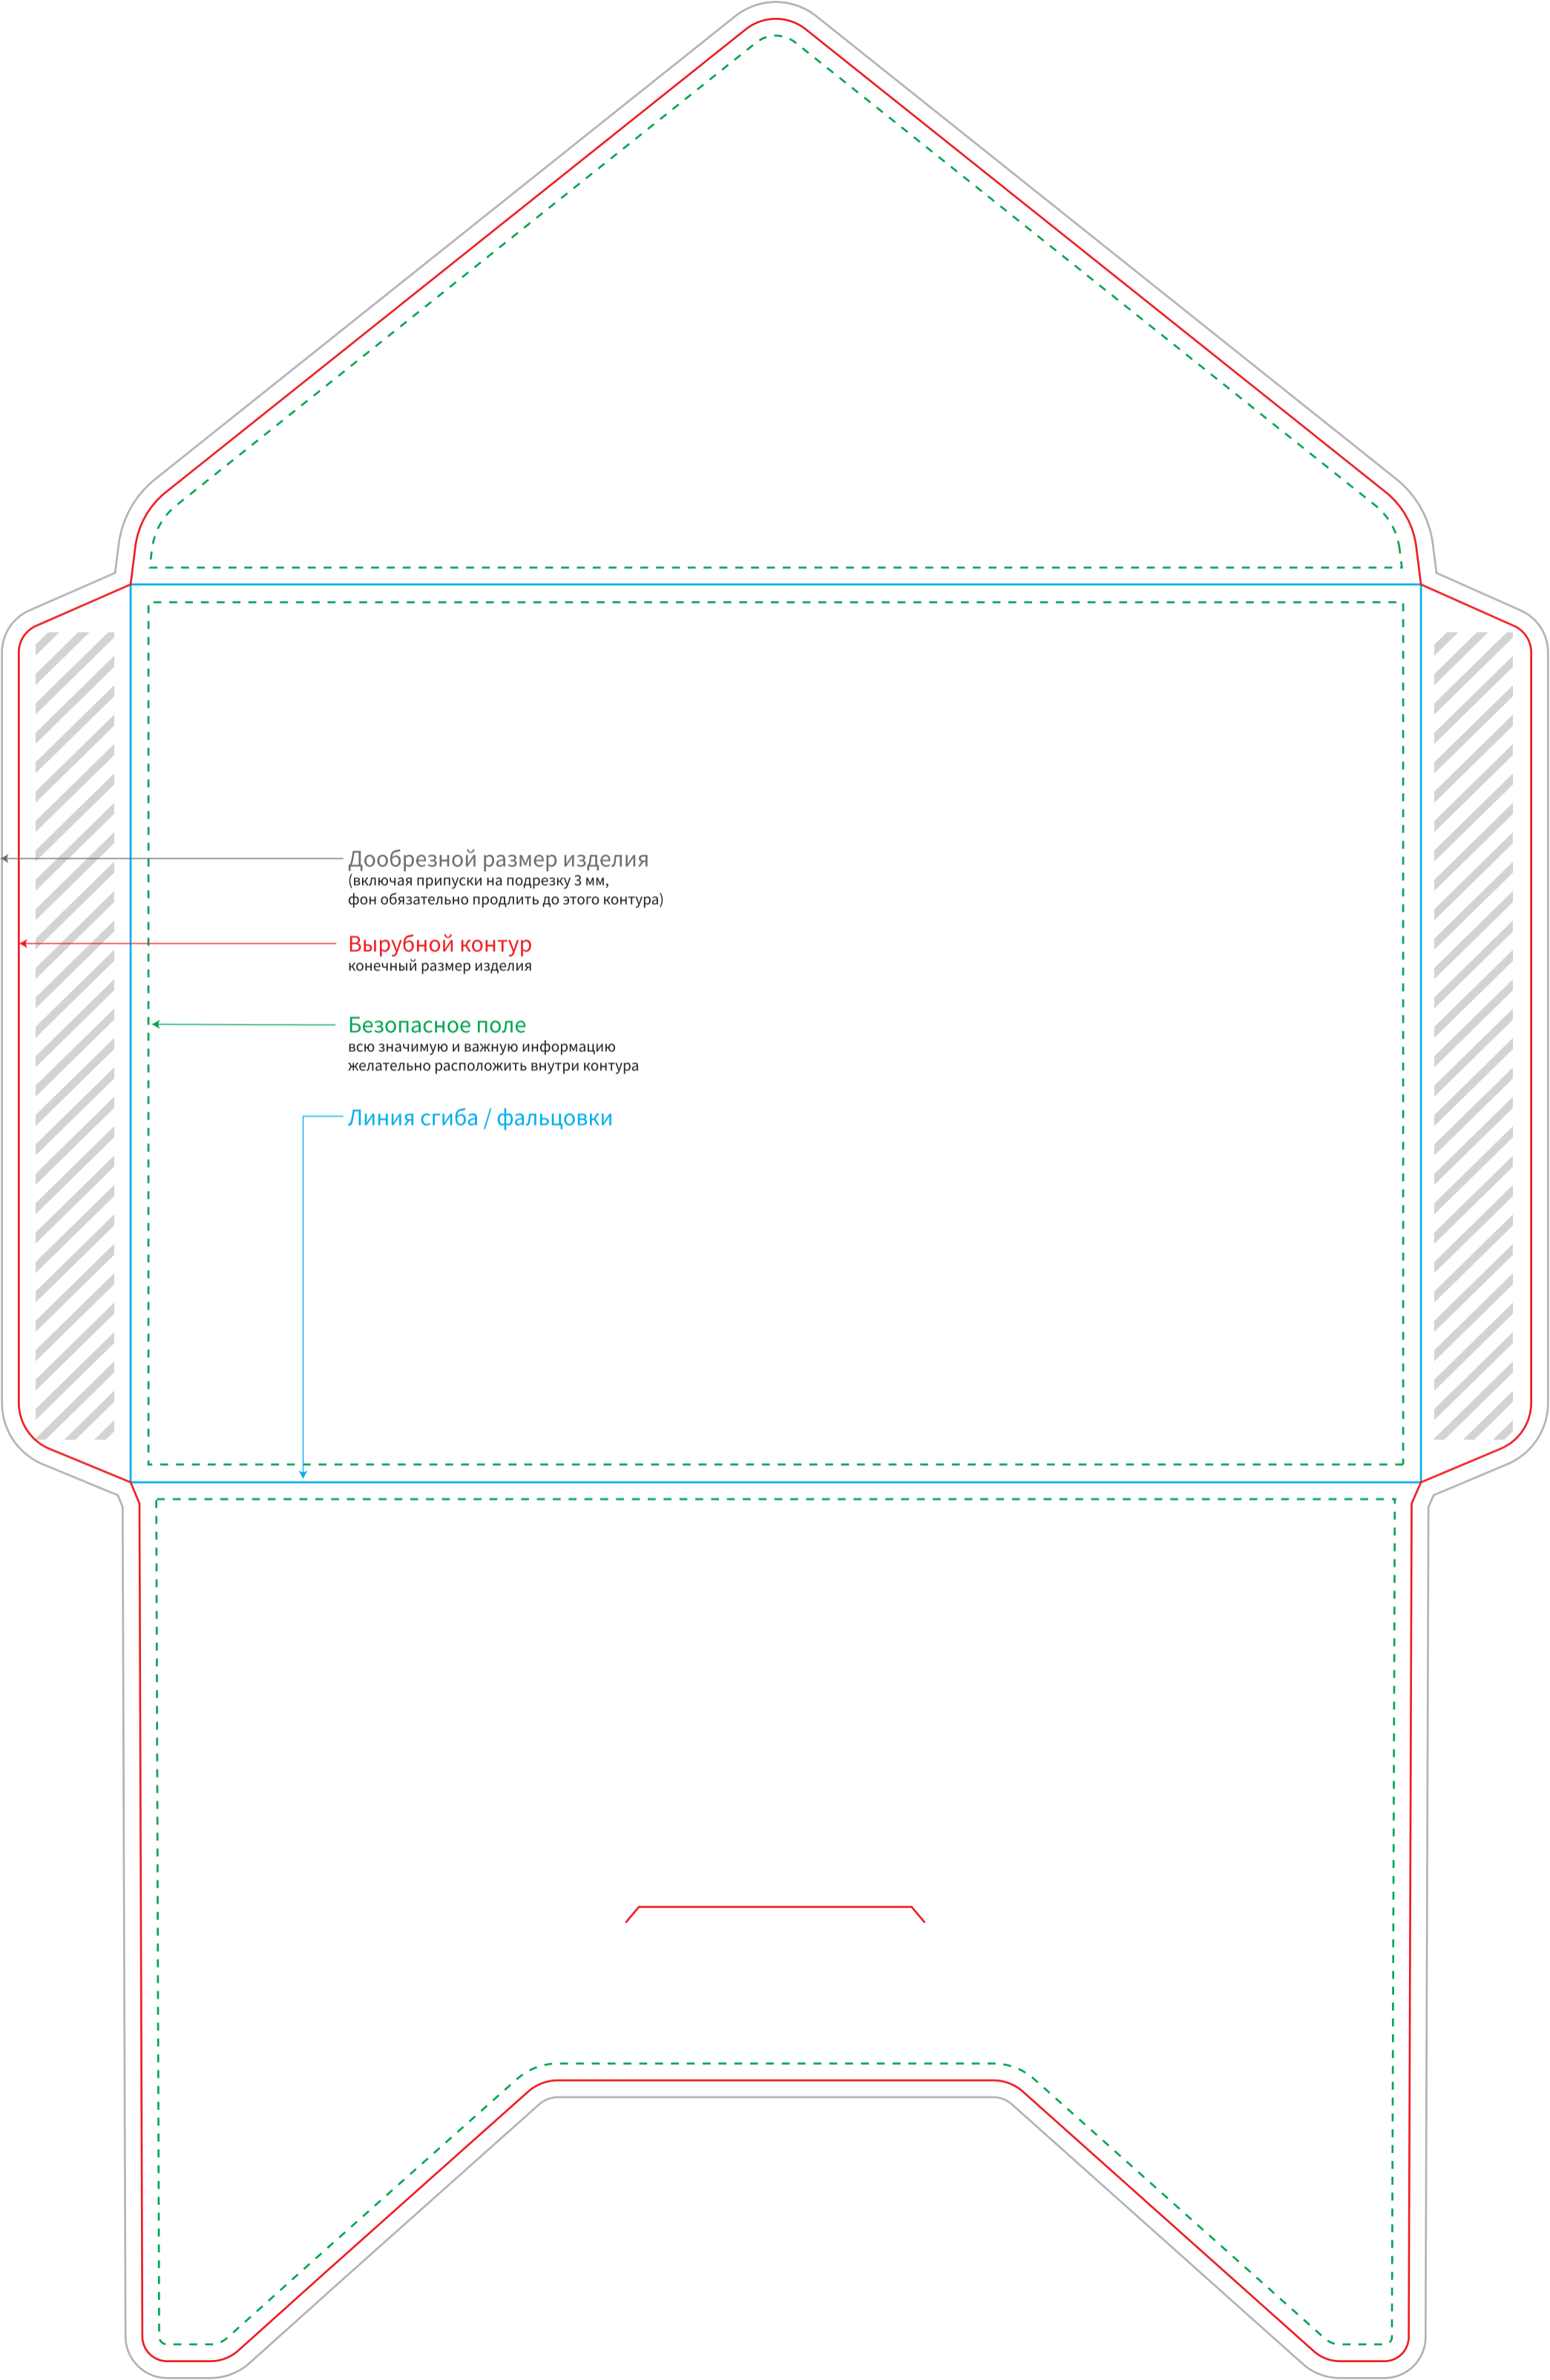 Дообрезной размер изделия
(включая припуски на подрезку 3 мм,
фон обязательно продлить до этого контура)
Вырубной контур
конечный размер изделия
Безопасное поле
всю значимую и важную информацию
желательно расположить внутри контура
Линия сгиба / фальцовки